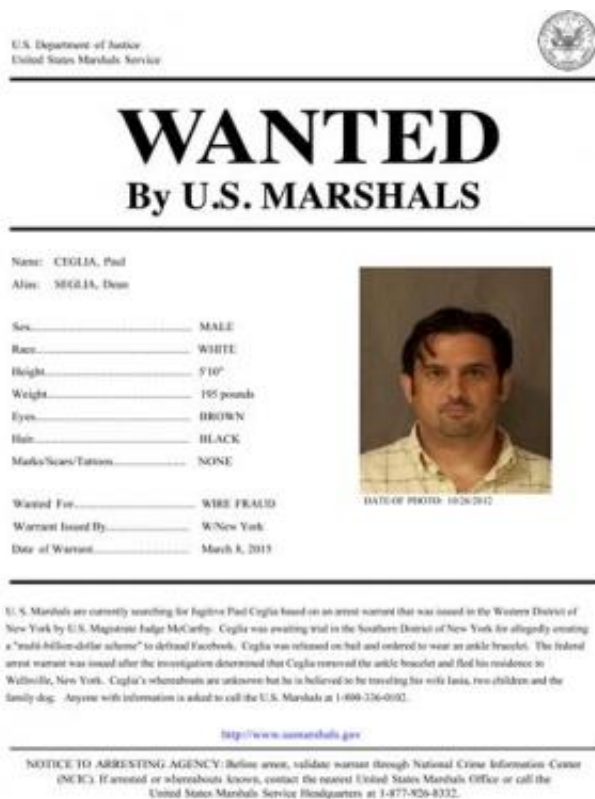 U.S. Department of Justice
United States Marshals Service
WANTED
By U.S. MARSHALS
Name: CEGLIA, Paul
Alias: SEGLIA, Dean
Sex MALE
Race WHITE
Height 5'10"
Weight 195 pounds
Eyes BROWN
Hair BLACK
Marks/Scars/Tattoos NONE
DATE OF PHOTO: 10/26/2012
Wanted For WIRE FRAUD
Warrant Issued By W/New York
Date of Warrant March 8, 2015
U. S. Marshals are currently searching for fugitive Paul Ceglia based on an arrest warrant that was issued in the Western District of
New York by U.S. Magistrate Judge McCarthy. Ceglia was awaiting trial in the Southern District of New York for allegedly creating
a "multi-billion-dollar scheme" to defraud Facebook. Ceglia was released on bail and ordered to wear an ankle bracelet. The federal
arrest warrant was issued after the investigation determined that Ceglia removed the ankle bracelet and fled his residence in
Wellsville, New York. Ceglia's whereabouts are unknown but he is believed to be traveling his wife Iasia, two children and the
family dog. Anyone with information is asked to call the U.S. Marshals at 1-800-336-0102.
http://www.usmarshals.gov
NOTICE TO ARRESTING AGENCY: Before arrest, validate warrant through National Crime Information Center
(NCIC). If arrested or whereabouts known, contact the nearest United States Marshals Office or call the
United States Marshals Service Headquarters at 1-877-926-8332.